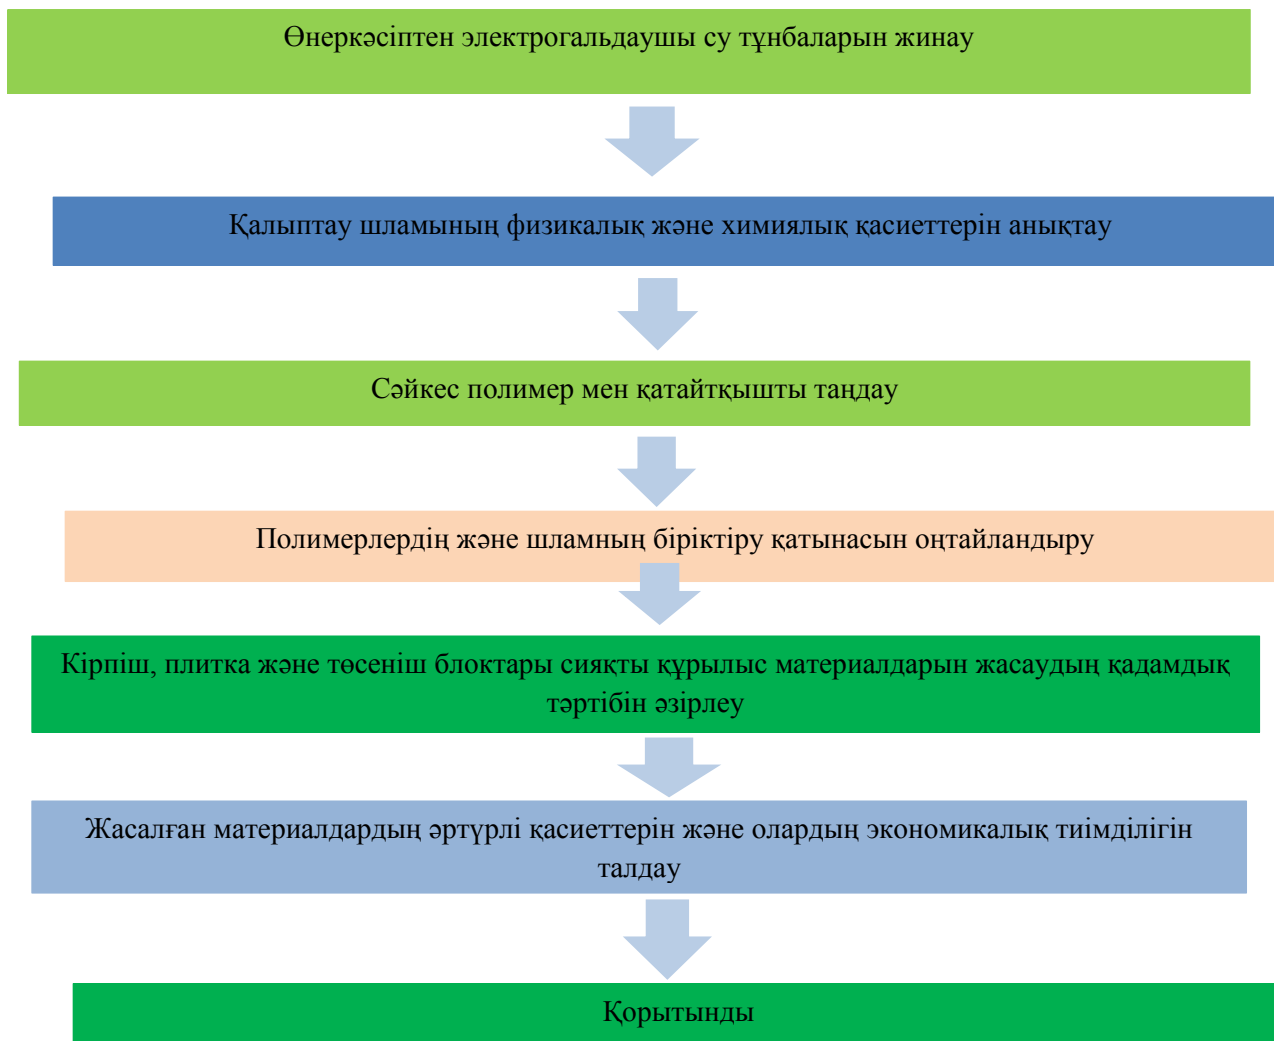 Өнеркәсіптен электрогальдаушы су тұнбаларын жинау
Қалыптау шламының физикалық және химиялық қасиеттерін анықтау
Сәйкес полимер мен қатайтқышты таңдау
Полимерлердің және шламның біріктіру қатынасын оңтайландыру
Кірпіш, плитка және төсеніш блоктары сияқты құрылыс материалдарын жасаудың қадамдық
тәртібін әзірлеу
Жасалған материалдардың әртүрлі қасиеттерін және олардың экономикалық тиімділігін
талдау
Қорытынды